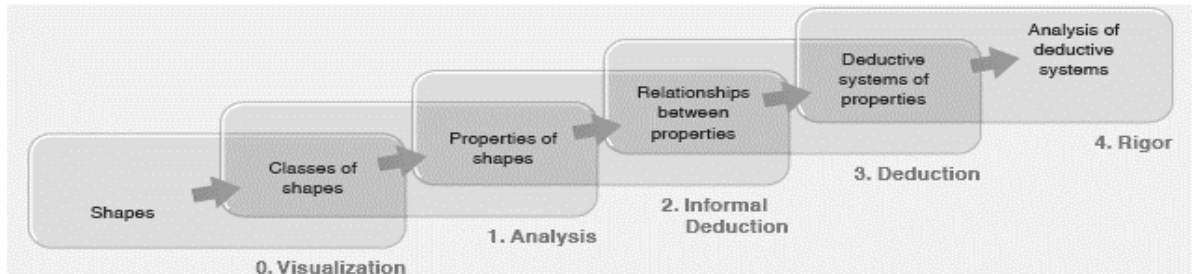 Shapes
Classes of
shapes
Properties of
shapes
Relationships
between
properties
Deductive
systems of
properties
Analysis of
deductive
systems
0. Visualization
1. Analysis
2. Informal
Deduction
3. Deduction
4. Rigor